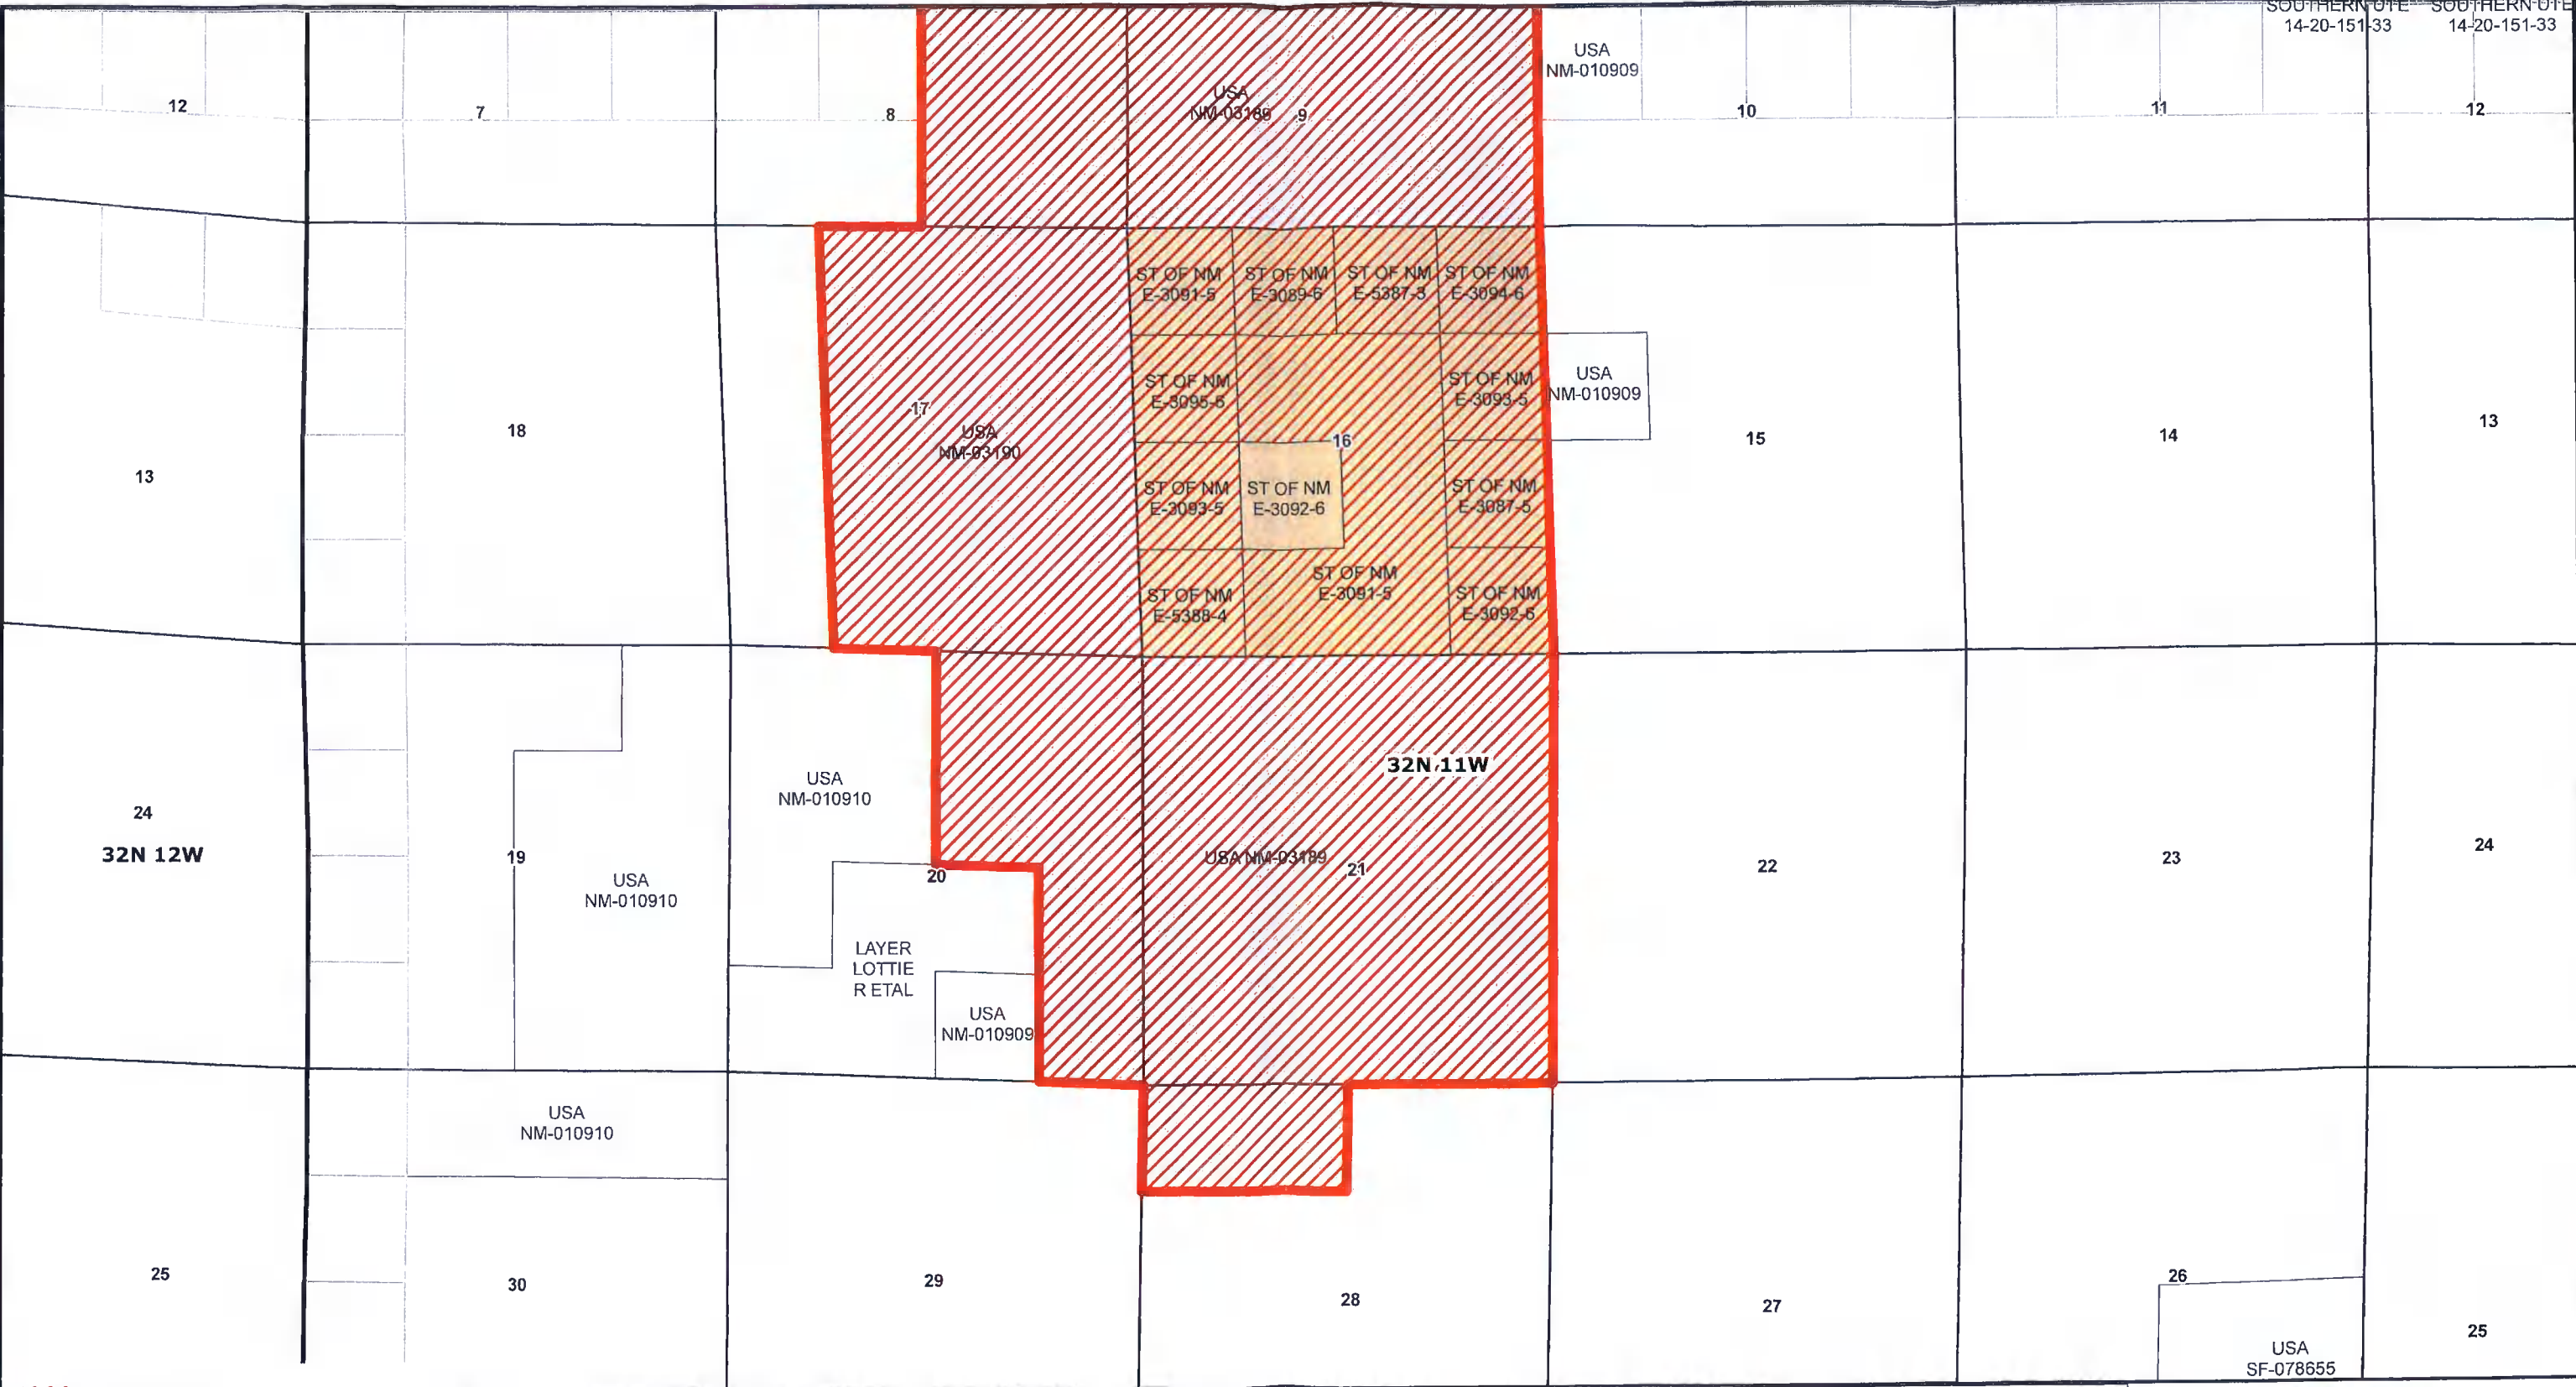 SOUTHERN UTE SOUTHERN UTE
14-20-151-33 14-20-151-33
USA
NM-010909
USA
NM-03189
12
7
8
9
10
11
12
ST OF NM
E-3091-5
ST OF NM
E-3089-6
ST OF NM
E-5387-3
ST OF NM
E-3094-6
ST OF NM
E-3095-6
ST OF NM
E-3093-5
USA
NM-010909
17
USA
NM-03190
18
16
15
14
13
13
ST OF NM
E-3093-5
ST OF NM
E-3092-6
ST OF NM
E-3087-5
ST OF NM
E-3091-5
ST OF NM
E-5388-4
ST OF NM
E-3092-6
32N 11W
USA
NM-010910
24
32N 12W
19
USA
NM-010910
20
USA NM-03189
21
22
23
24
LAYER
LOTTIE
R ETAL
USA
NM-010909
USA
NM-010910
25
30
29
28
27
26
25
USA
SF-078655